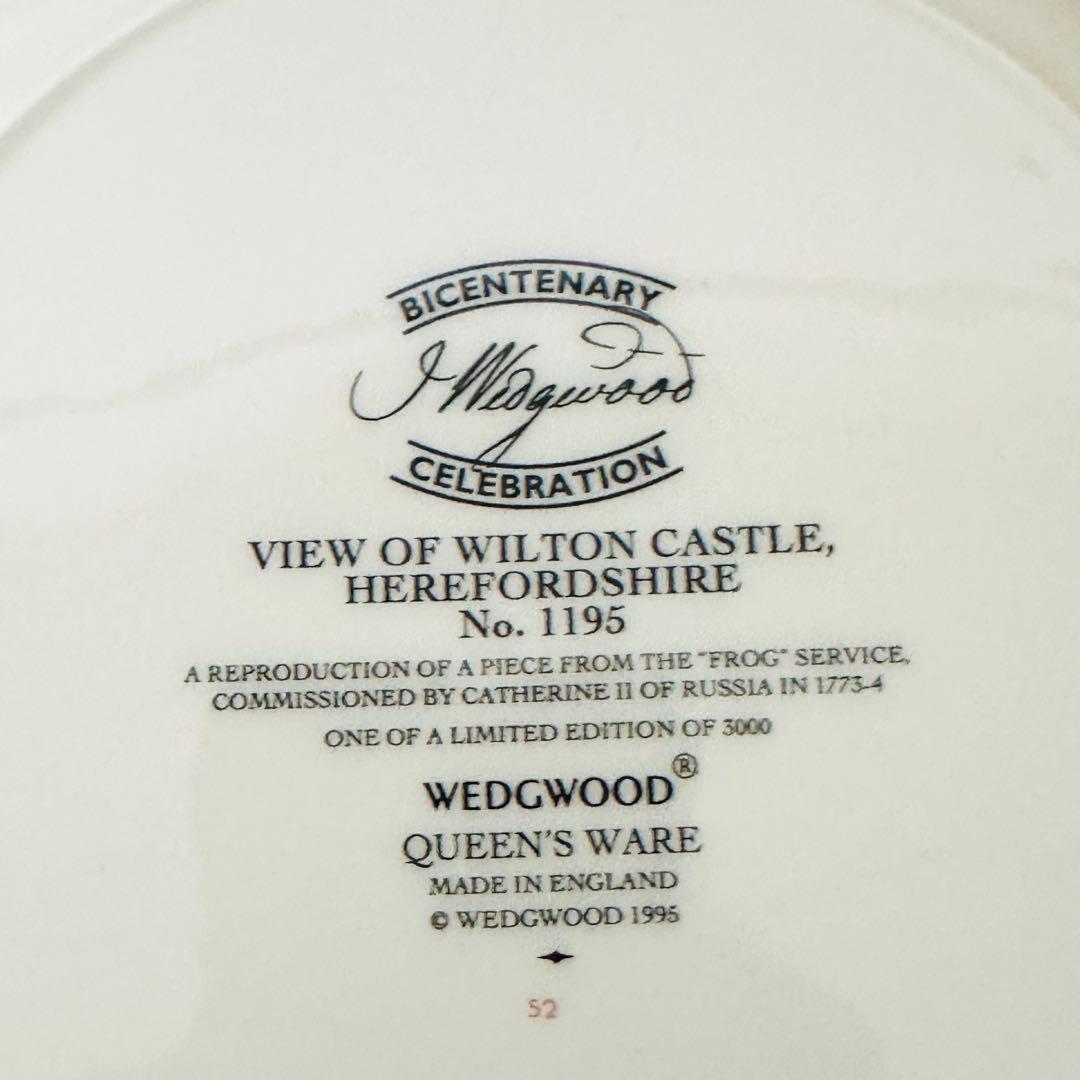 BICENTENARY
J Wedgwood
CELEBRATION
VIEW OF WILTON CASTLE,
HEREFORDSHIRE
No. 1195
A REPRODUCTION OF A PIECE FROM THE "FROG" SERVICE,
COMMISSIONED BY CATHERINE II OF RUSSIA IN 1773-4
ONE OF A LIMITED EDITION OF 3000
WEDGWOOD®
QUEEN'S WARE
MADE IN ENGLAND
© WEDGWOOD 1995
52